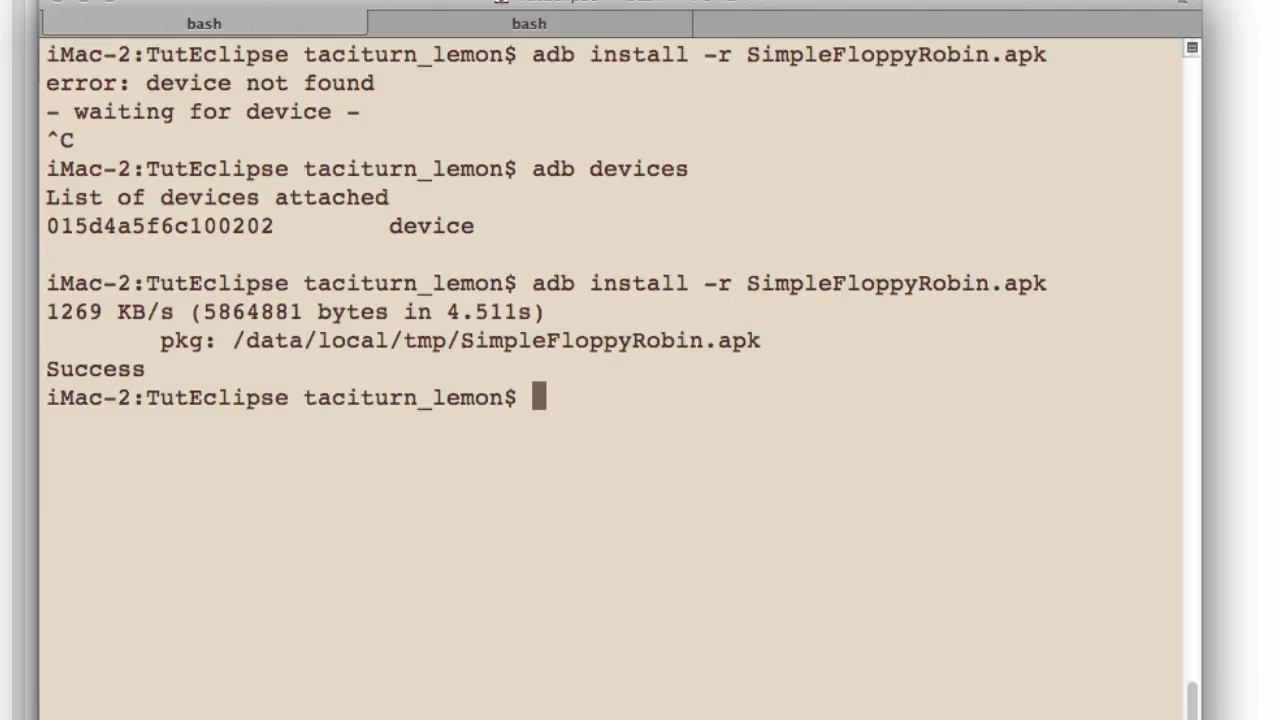 bash
bash
iMac-2:TutEclipse taciturn_lemon$ adb install -r SimpleFloppyRobin.apk
error: device not found
- waiting for device -
^C
iMac-2:TutEclipse taciturn_lemon$ adb devices
List of devices attached
015d4a5f6c100202        device
iMac-2:TutEclipse taciturn_lemon$ adb install -r SimpleFloppyRobin.apk
1269 KB/s (5864881 bytes in 4.511s)
        pkg: /data/local/tmp/SimpleFloppyRobin.apk
Success
iMac-2:TutEclipse taciturn_lemon$